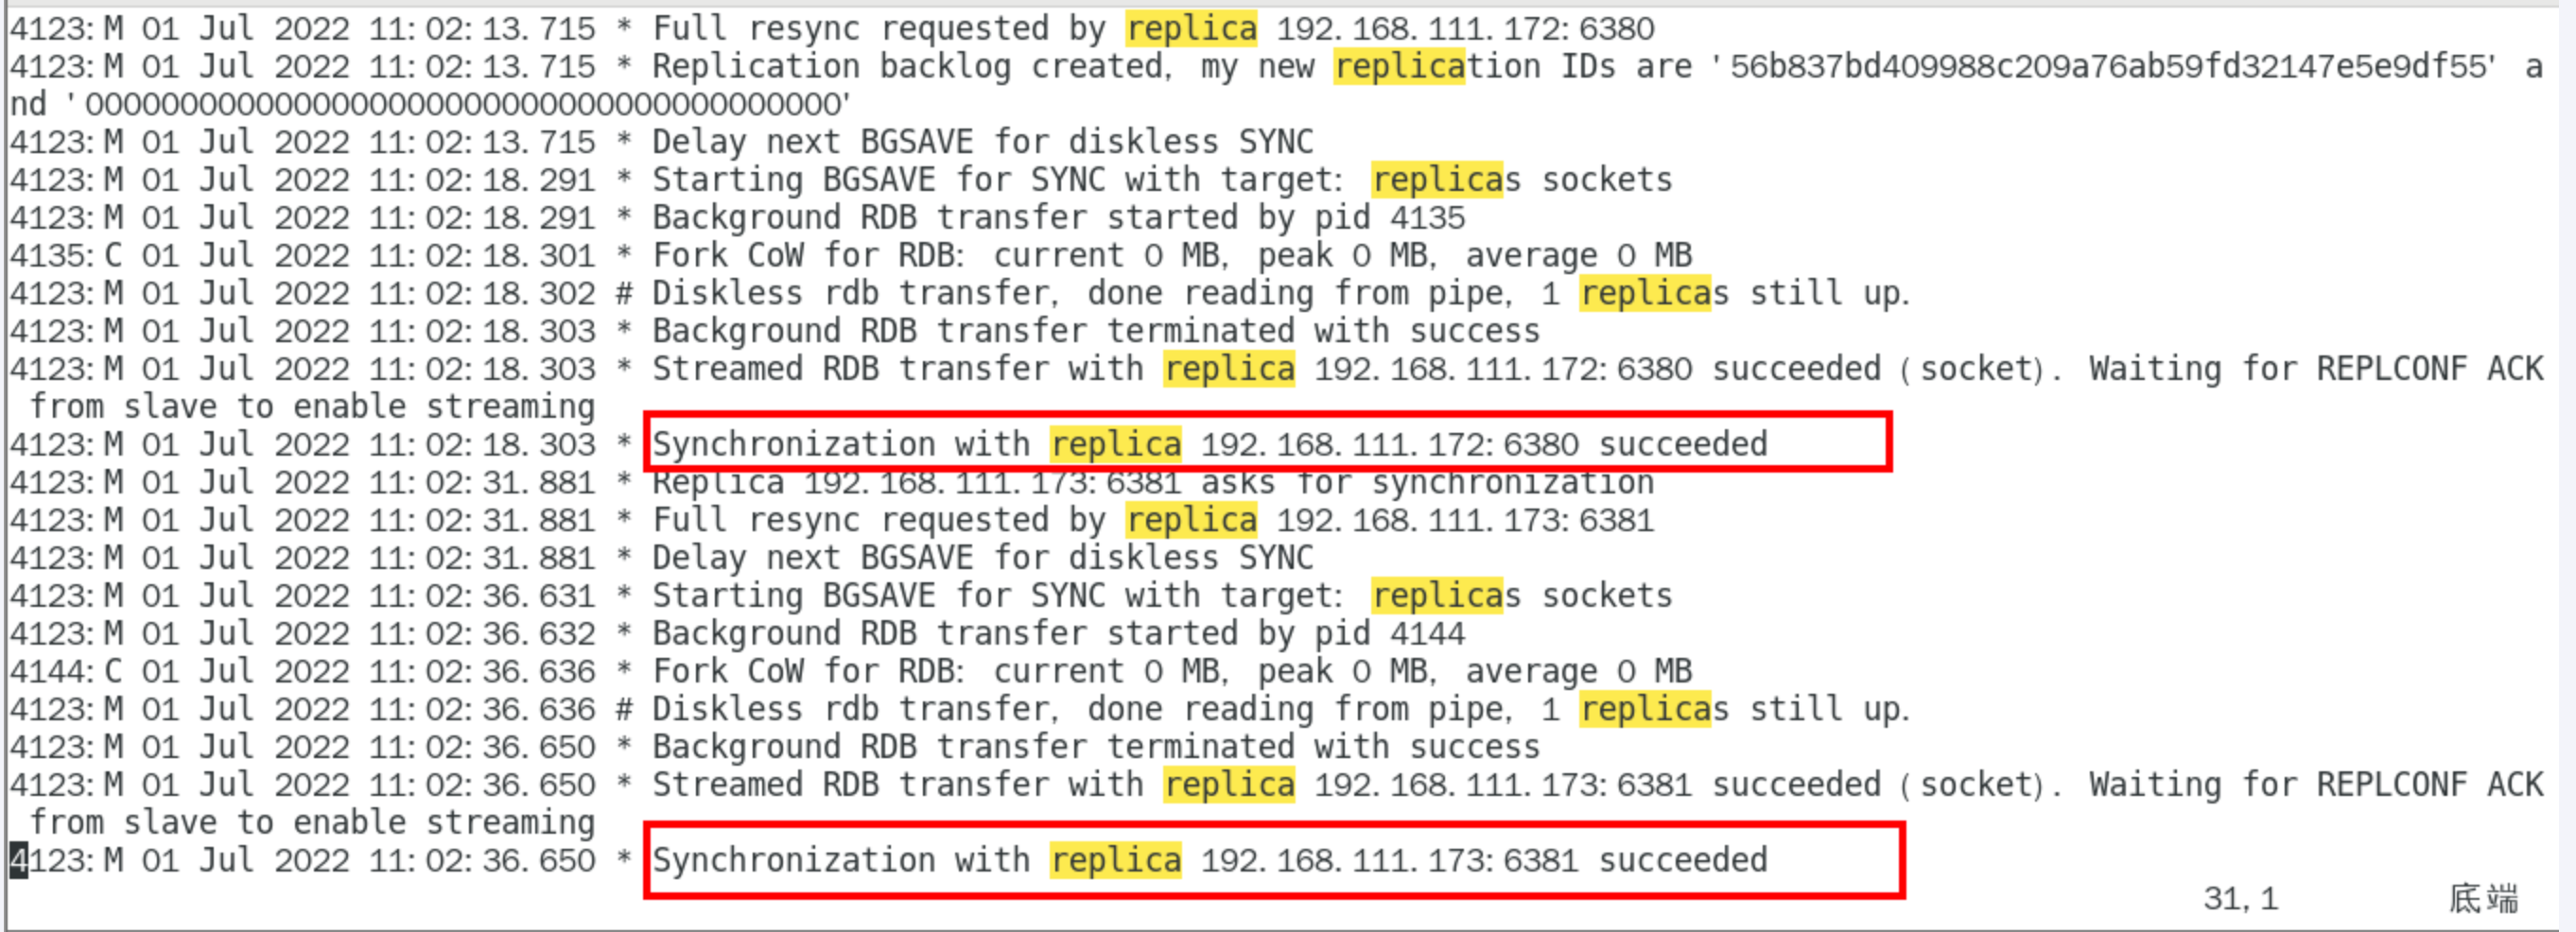 4123:M 01 Jul 2022 11:02:13.715 * Full resync requested by replica 192.168.111.172:6380
4123:M 01 Jul 2022 11:02:13.715 * Replication backlog created, my new replication IDs are '56b837bd409988c209a76ab59fd32147e5e9df55' a
nd '0000000000000000000000000000000000000000'
4123:M 01 Jul 2022 11:02:13.715 * Delay next BGSAVE for diskless SYNC
4123:M 01 Jul 2022 11:02:18.291 * Starting BGSAVE for SYNC with target: replicas sockets
4123:M 01 Jul 2022 11:02:18.291 * Background RDB transfer started by pid 4135
4135:C 01 Jul 2022 11:02:18.301 * Fork CoW for RDB: current 0 MB, peak 0 MB, average 0 MB
4123:M 01 Jul 2022 11:02:18.302 # Diskless rdb transfer, done reading from pipe, 1 replicas still up.
4123:M 01 Jul 2022 11:02:18.303 * Background RDB transfer terminated with success
4123:M 01 Jul 2022 11:02:18.303 * Streamed RDB transfer with replica 192.168.111.172:6380 succeeded (socket). Waiting for REPLCONF ACK
 from slave to enable streaming
4123:M 01 Jul 2022 11:02:18.303 * Synchronization with replica 192.168.111.172:6380 succeeded
4123:M 01 Jul 2022 11:02:31.881 * Replica 192.168.111.173:6381 asks for synchronization
4123:M 01 Jul 2022 11:02:31.881 * Full resync requested by replica 192.168.111.173:6381
4123:M 01 Jul 2022 11:02:31.881 * Delay next BGSAVE for diskless SYNC
4123:M 01 Jul 2022 11:02:36.631 * Starting BGSAVE for SYNC with target: replicas sockets
4123:M 01 Jul 2022 11:02:36.632 * Background RDB transfer started by pid 4144
4144:C 01 Jul 2022 11:02:36.636 * Fork CoW for RDB: current 0 MB, peak 0 MB, average 0 MB
4123:M 01 Jul 2022 11:02:36.636 # Diskless rdb transfer, done reading from pipe, 1 replicas still up.
4123:M 01 Jul 2022 11:02:36.650 * Background RDB transfer terminated with success
4123:M 01 Jul 2022 11:02:36.650 * Streamed RDB transfer with replica 192.168.111.173:6381 succeeded (socket). Waiting for REPLCONF ACK
 from slave to enable streaming
4123:M 01 Jul 2022 11:02:36.650 * Synchronization with replica 192.168.111.173:6381 succeeded
31,1 底端